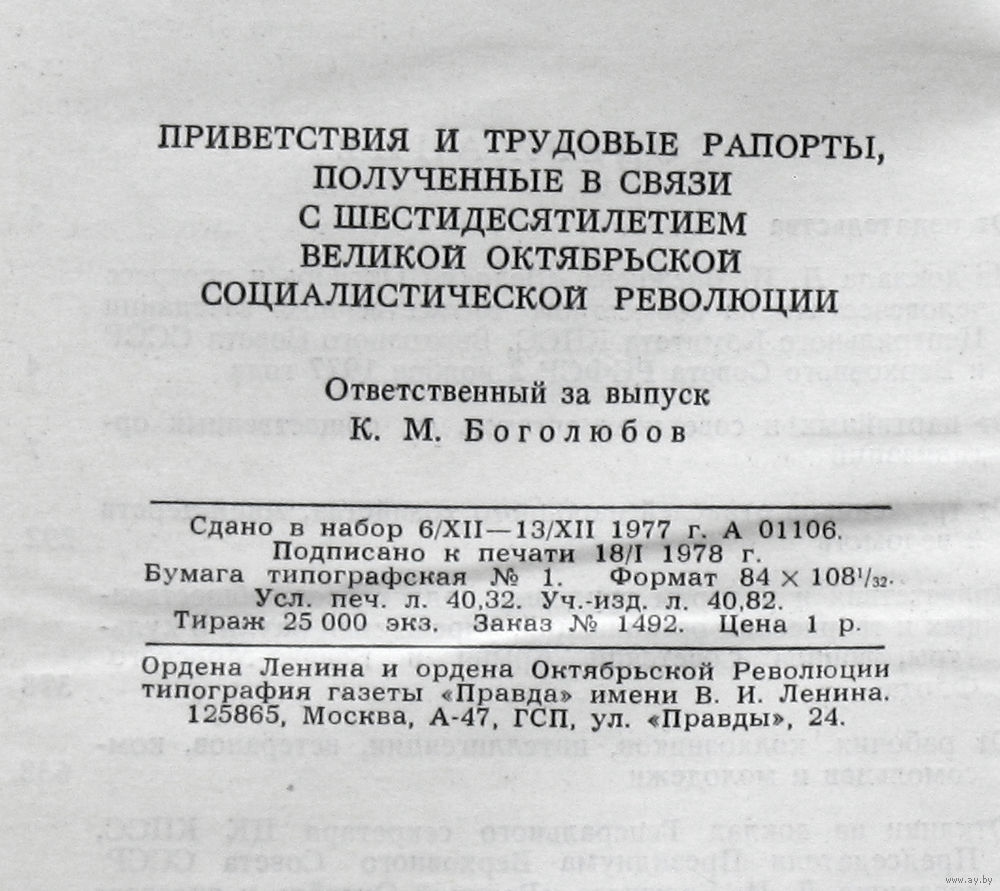 ПРИВЕТСТВИЯ И ТРУДОВЫЕ РАПОРТЫ,
ПОЛУЧЕННЫЕ В СВЯЗИ
С ШЕСТИДЕСЯТИЛЕТИЕМ
ВЕЛИКОЙ ОКТЯБРЬСКОЙ
СОЦИАЛИСТИЧЕСКОЙ РЕВОЛЮЦИИ
Ответственный за выпуск
К. М. Боголюбов
Сдано в набор 6/XII—13/XII 1977 г. А 01106.
Подписано к печати 18/I 1978 г.
Бумага типографская № 1. Формат 84 × 108¹/₃₂.
Усл. печ. л. 40,32. Уч.-изд. л. 40,82.
Тираж 25 000 экз. Заказ № 1492. Цена 1 р.
Ордена Ленина и ордена Октябрьской Революции
типография газеты «Правда» имени В. И. Ленина.
125865, Москва, А-47, ГСП, ул. «Правды», 24.
www.ay.by